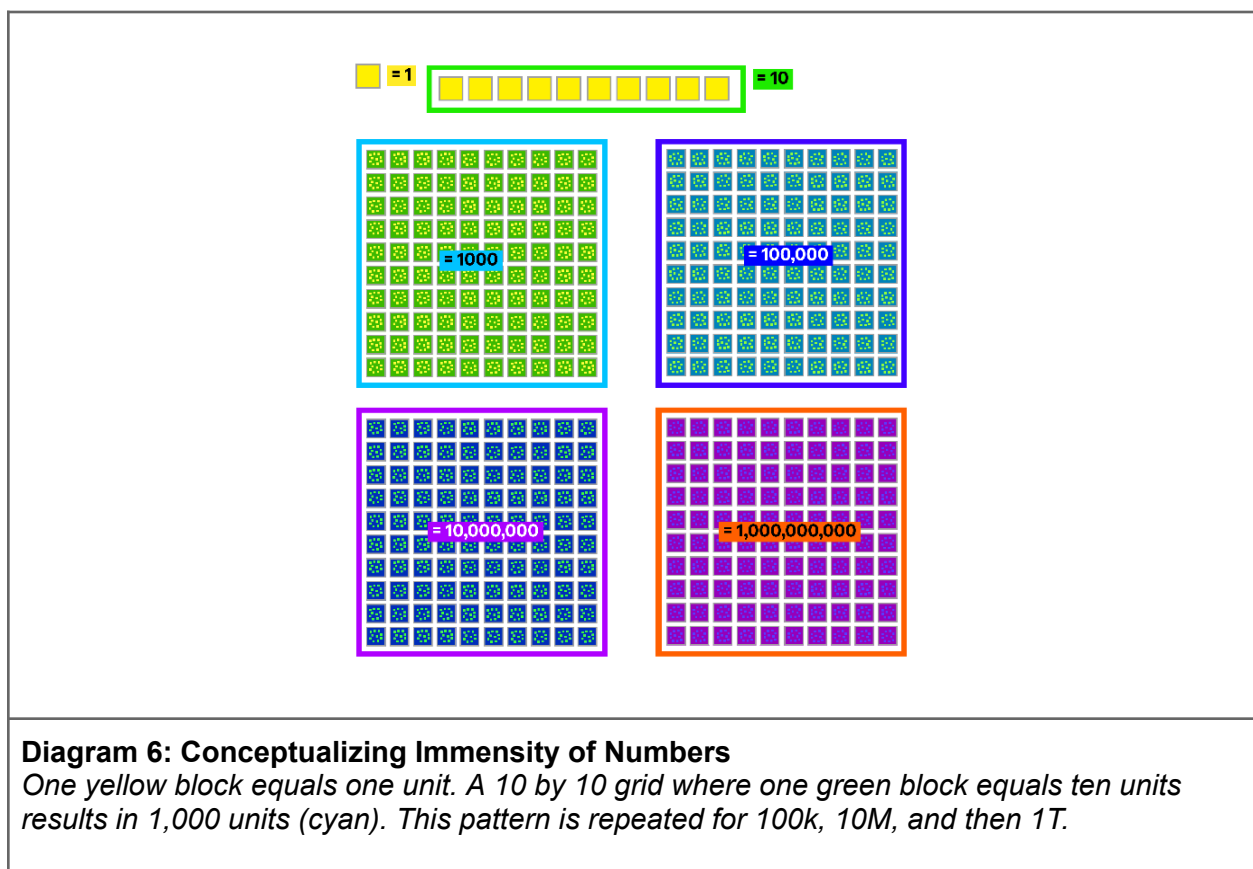 = 1
= 10
= 1000
= 100,000
= 10,000,000
= 1,000,000,000
Diagram 6: Conceptualizing Immensity of Numbers
One yellow block equals one unit. A 10 by 10 grid where one green block equals ten units
results in 1,000 units (cyan). This pattern is repeated for 100k, 10M, and then 1T.